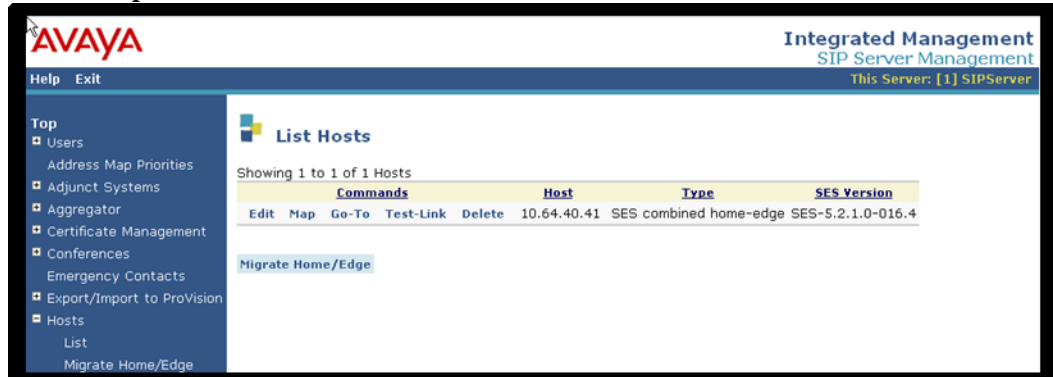 AVAYA
Integrated Management
SIP Server Management
Help Exit
This Server: [1] SIPServer
Top
Users
Address Map Priorities
Adjunct Systems
Aggregator
Certificate Management
Conferences
Emergency Contacts
Export/Import to ProVision
Hosts
List
Migrate Home/Edge
List Hosts
Showing 1 to 1 of 1 Hosts
Commands Host Type SES Version
Edit Map Go-To Test-Link Delete 10.64.40.41 SES combined home-edge SES-5.2.1.0-016.4
Migrate Home/Edge